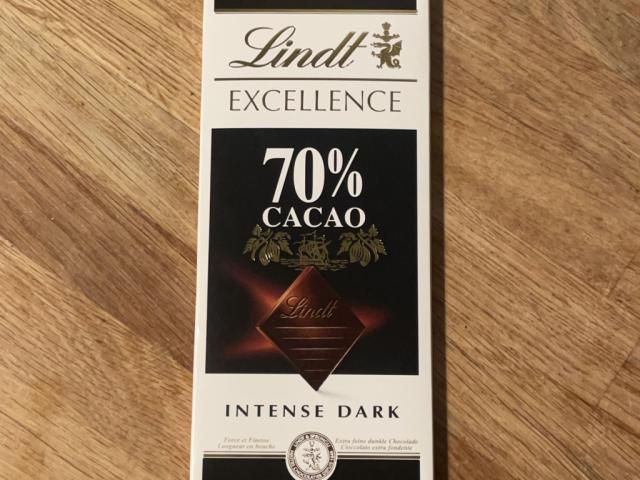 Lindt
EXCELLENCE
70%
CACAO
Lindt
INTENSE DARK
Force et Finesse
Longueur en bouche
Extra feine dunkle Chocolade
Cioccolato extra fondente